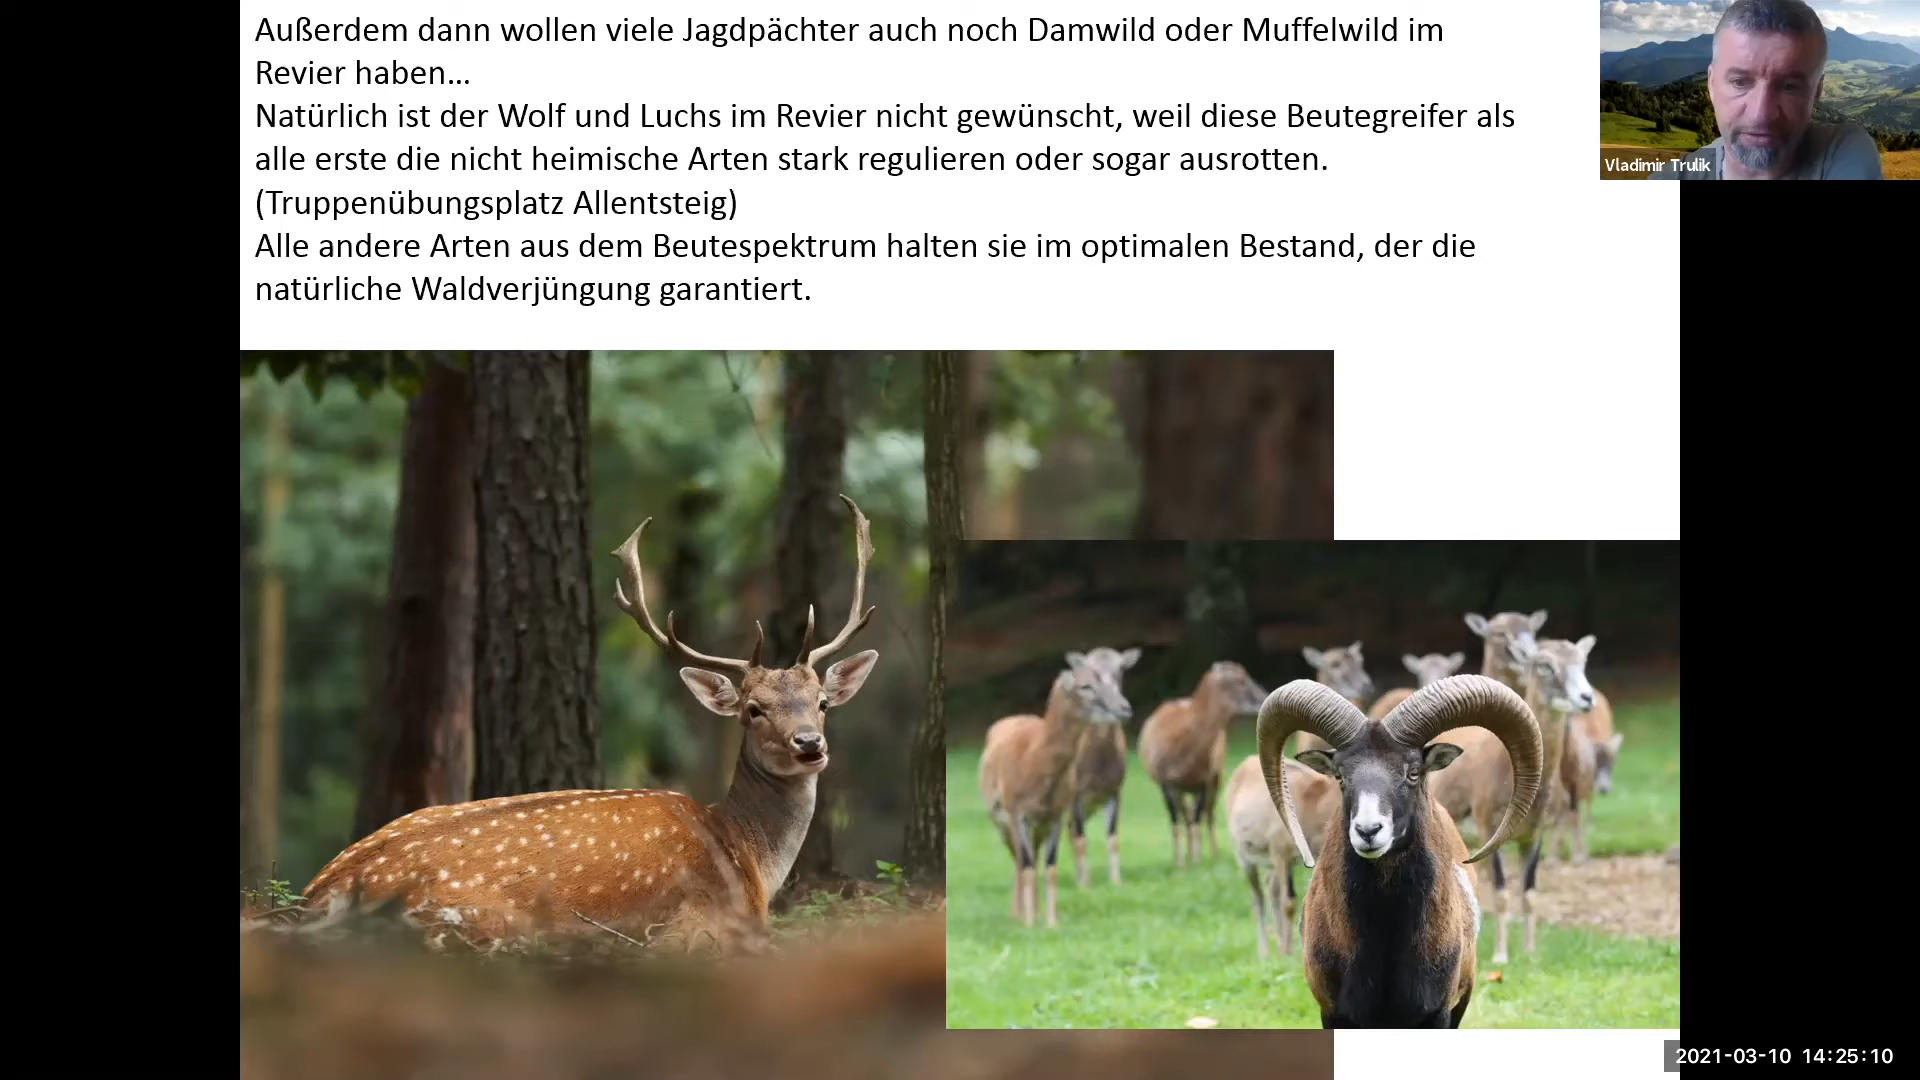 Außerdem dann wollen viele Jagdpächter auch noch Damwild oder Muffelwild im
Revier haben...
Natürlich ist der Wolf und Luchs im Revier nicht gewünscht, weil diese Beutegreifer als
alle erste die nicht heimische Arten stark regulieren oder sogar ausrotten.
(Truppenübungsplatz Allentsteig)
Alle andere Arten aus dem Beutespektrum halten sie im optimalen Bestand, der die
natürliche Waldverjüngung garantiert.
Vladimir Trulik
2021-03-10 14:25:10